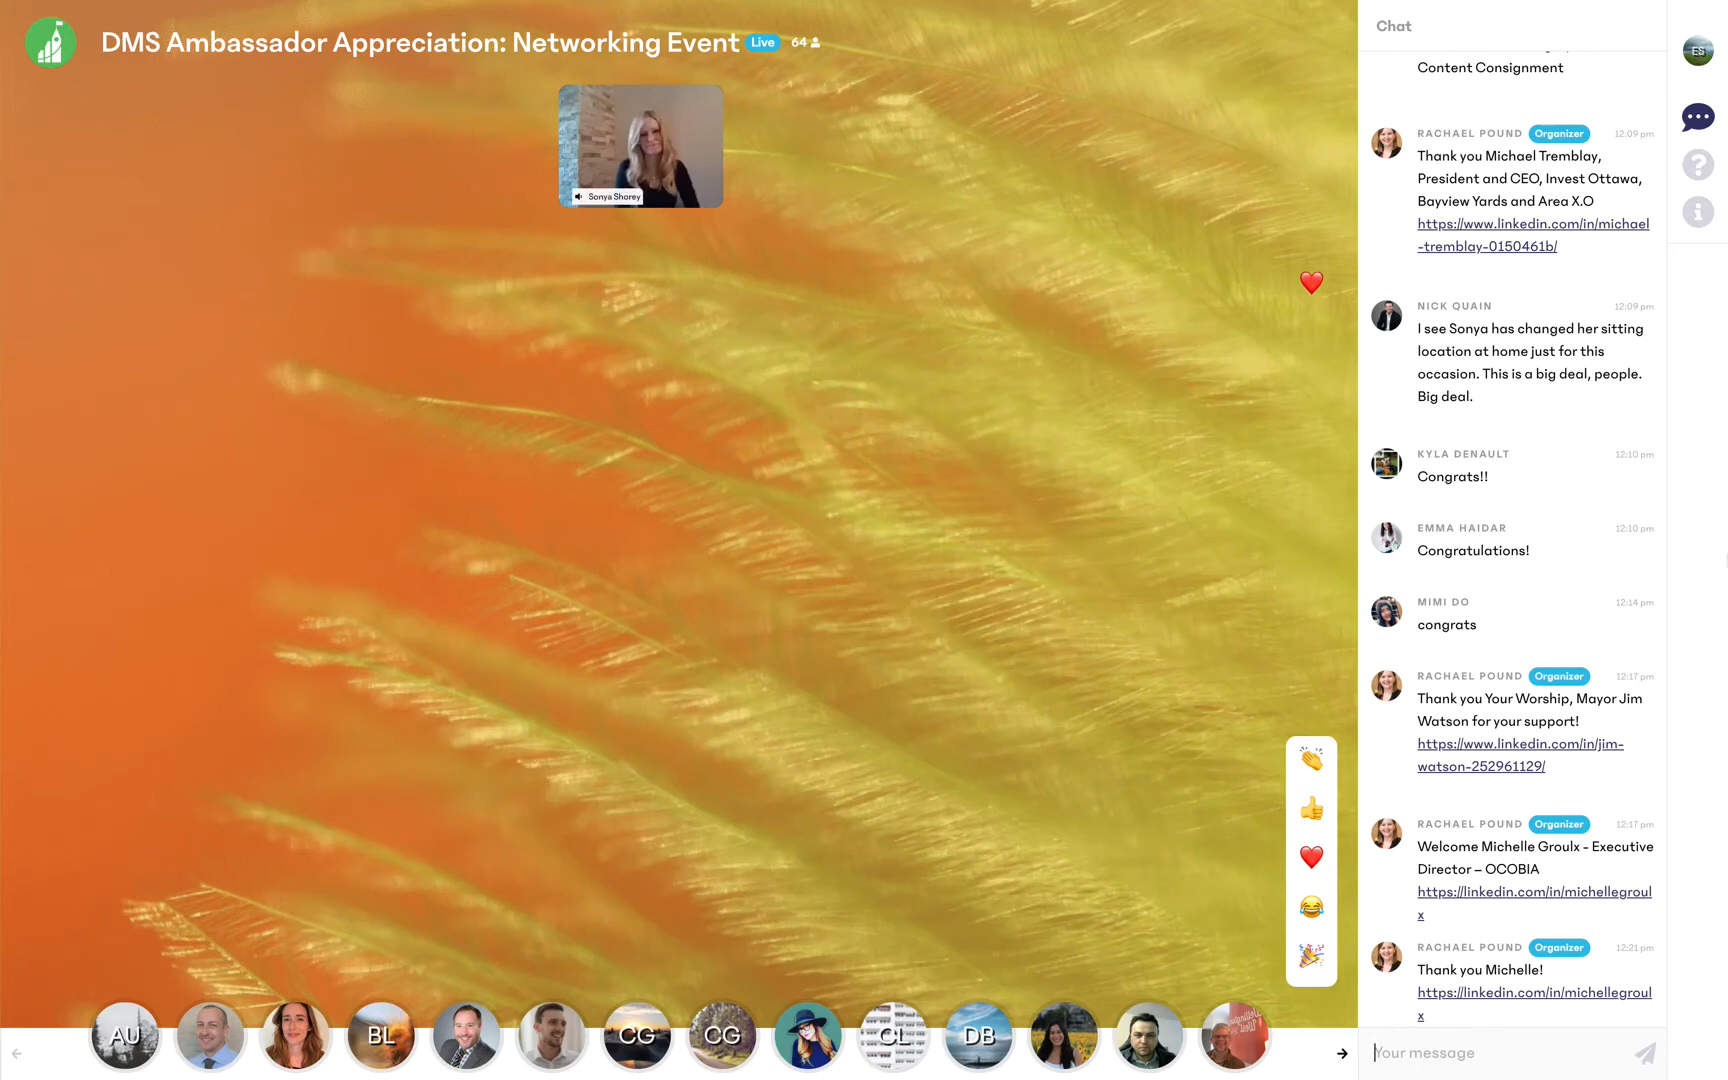 DMS Ambassador Appreciation: Networking Event Live 64
Sonya Shorey
Chat
ES
Content Consignment
RACHAEL POUND Organizer 12:09 pm
Thank you Michael Tremblay,
President and CEO, Invest Ottawa,
Bayview Yards and Area X.O
https://www.linkedin.com/in/michael
-tremblay-0150461b/
NICK QUAIN 12:09 pm
I see Sonya has changed her sitting
location at home just for this
occasion. This is a big deal, people.
Big deal.
KYLA DENAULT 12:10 pm
Congrats!!
EMMA HAIDAR 12:10 pm
Congratulations!
MIMI DO 12:14 pm
congrats
RACHAEL POUND Organizer 12:17 pm
Thank you Your Worship, Mayor Jim
Watson for your support!
https://www.linkedin.com/in/jim-
watson-252961129/
RACHAEL POUND Organizer 12:17 pm
Welcome Michelle Groulx - Executive
Director – OCOBIA
https://linkedin.com/in/michellegroul
x
RACHAEL POUND Organizer 12:21 pm
Thank you Michelle!
https://linkedin.com/in/michellegroul
x
AU
BL
CG
CG
CL
DB
Wellington
West
Your message